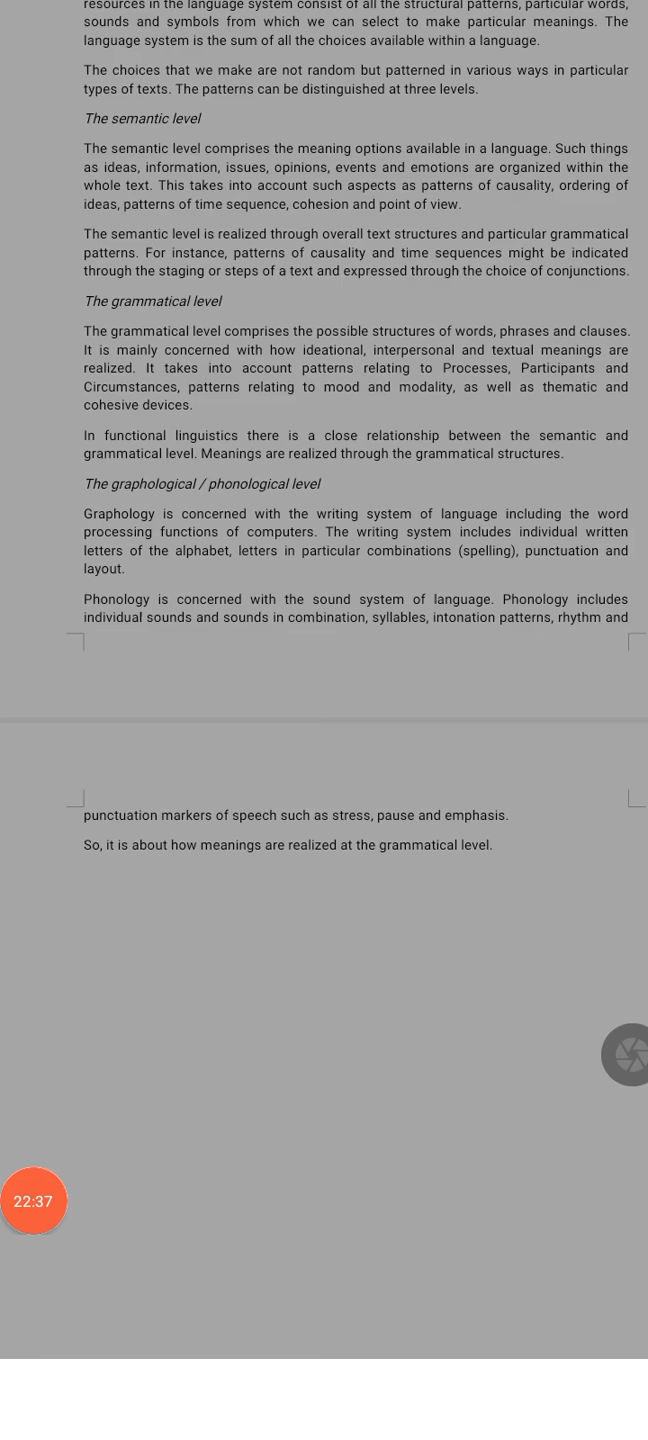 resources in the language system consist of all the structural patterns, particular words,
sounds and symbols from which we can select to make particular meanings. The
language system is the sum of all the choices available within a language.
The choices that we make are not random but patterned in various ways in particular
types of texts. The patterns can be distinguished at three levels.
The semantic level
The semantic level comprises the meaning options available in a language. Such things
as ideas, information, issues, opinions, events and emotions are organized within the
whole text. This takes into account such aspects as patterns of causality, ordering of
ideas, patterns of time sequence, cohesion and point of view.
The semantic level is realized through overall text structures and particular grammatical
patterns. For instance, patterns of causality and time sequences might be indicated
through the staging or steps of a text and expressed through the choice of conjunctions.
The grammatical level
The grammatical level comprises the possible structures of words, phrases and clauses.
It is mainly concerned with how ideational, interpersonal and textual meanings are
realized. It takes into account patterns relating to Processes, Participants and
Circumstances, patterns relating to mood and modality, as well as thematic and
cohesive devices.
In functional linguistics there is a close relationship between the semantic and
grammatical level. Meanings are realized through the grammatical structures.
The graphological / phonological level
Graphology is concerned with the writing system of language including the word
processing functions of computers. The writing system includes individual written
letters of the alphabet, letters in particular combinations (spelling), punctuation and
layout.
Phonology is concerned with the sound system of language. Phonology includes
individual sounds and sounds in combination, syllables, intonation patterns, rhythm and
punctuation markers of speech such as stress, pause and emphasis.
So, it is about how meanings are realized at the grammatical level.
22:37